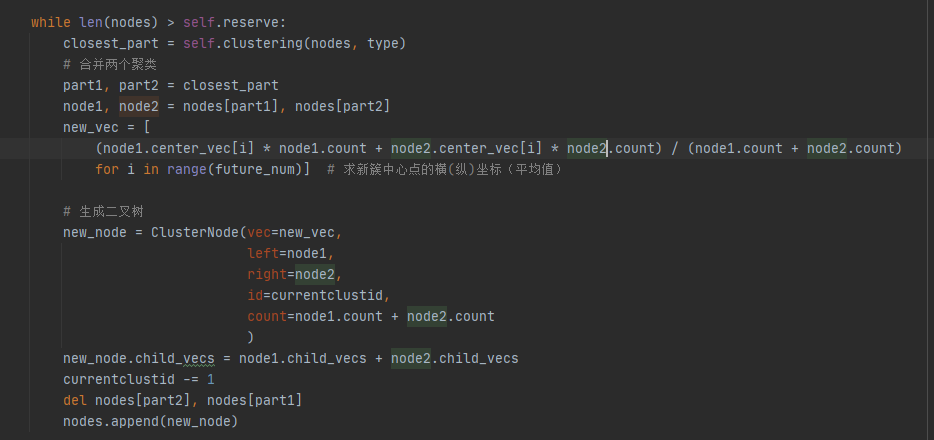 while len(nodes) > self.reserve:
closest_part = self.clustering(nodes, type)
# 合并两个聚类
part1, part2 = closest_part
node1, node2 = nodes[part1], nodes[part2]
new_vec = [
(node1.center_vec[i] * node1.count + node2.center_vec[i] * node2.count) / (node1.count + node2.count)
for i in range(future_num)]  # 求新簇中心点的横(纵)坐标（平均值）
# 生成二叉树
new_node = ClusterNode(vec=new_vec,
left=node1,
right=node2,
id=currentclustid,
count=node1.count + node2.count
)
new_node.child_vecs = node1.child_vecs + node2.child_vecs
currentclustid -= 1
del nodes[part2], nodes[part1]
nodes.append(new_node)